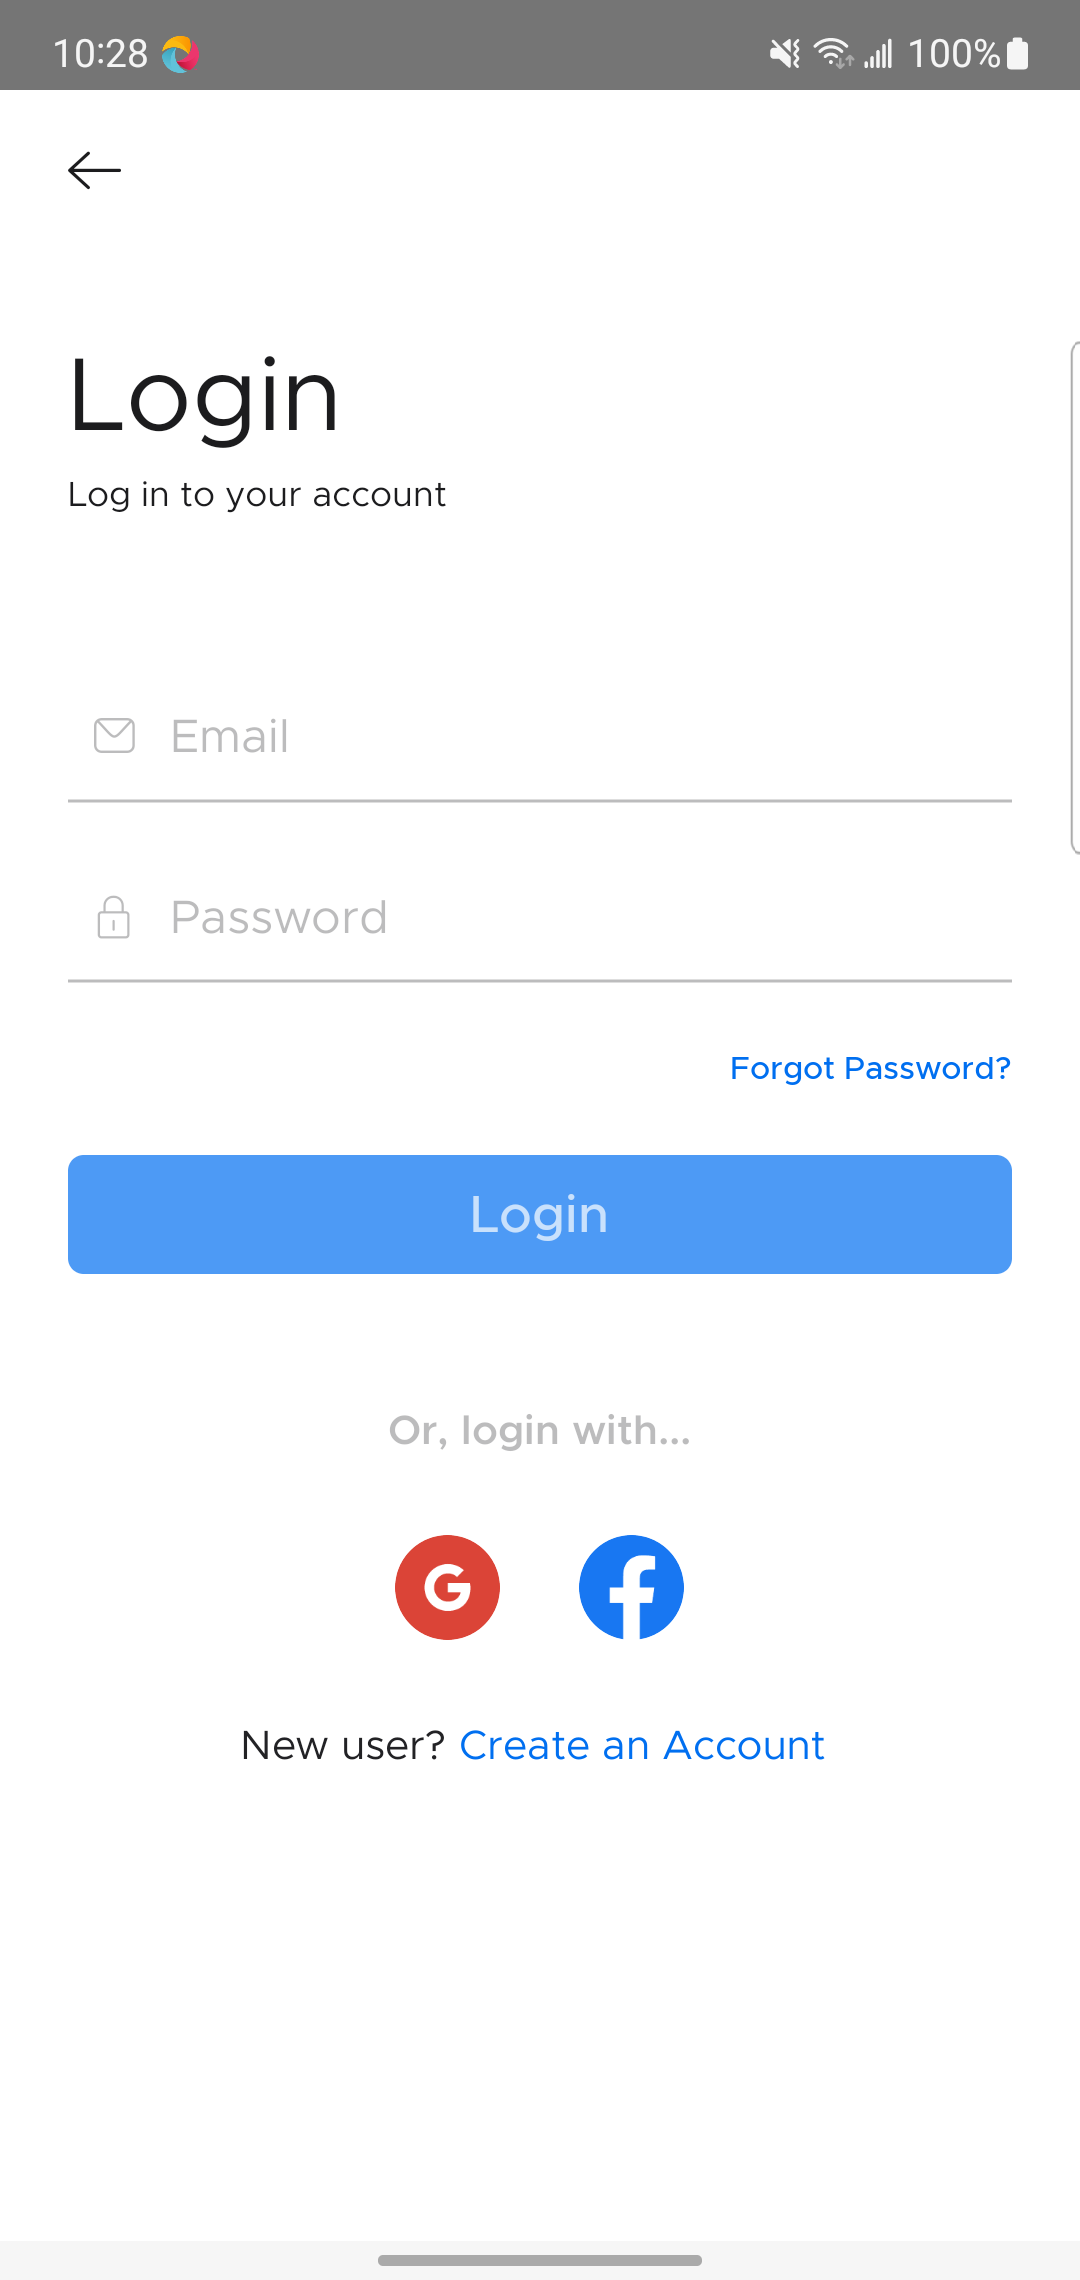 10:28 100%
Login
Log in to your account
Email
Password
Forgot Password?
Login
Or, login with...
G f
New user? Create an Account